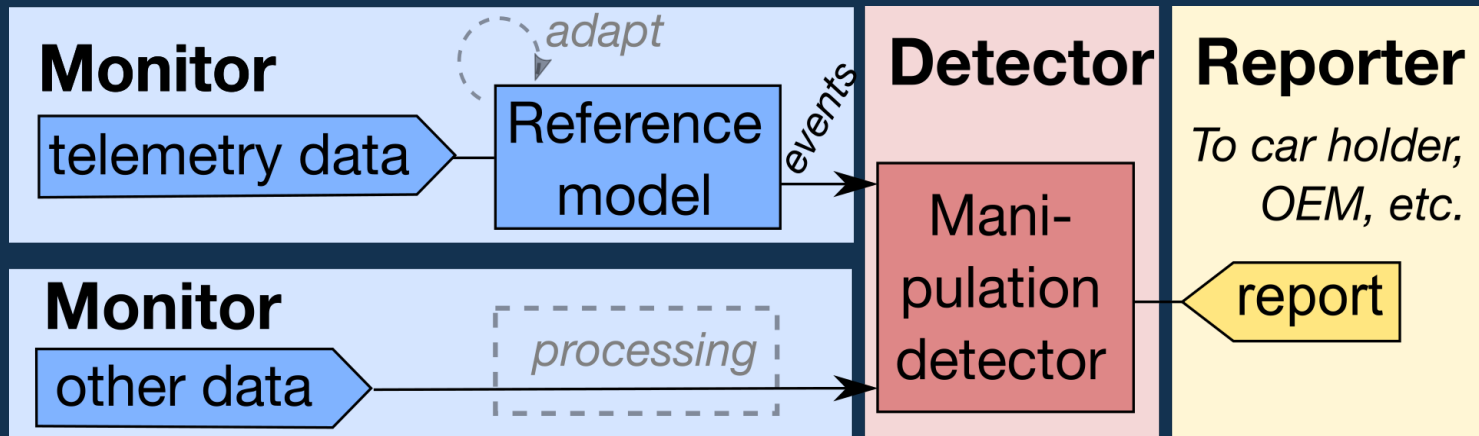 Monitor
telemetry data
adapt
Reference
model
events
Monitor
other data
processing
Detector
Mani-
pulation
detector
Reporter
To car holder,
OEM, etc.
report